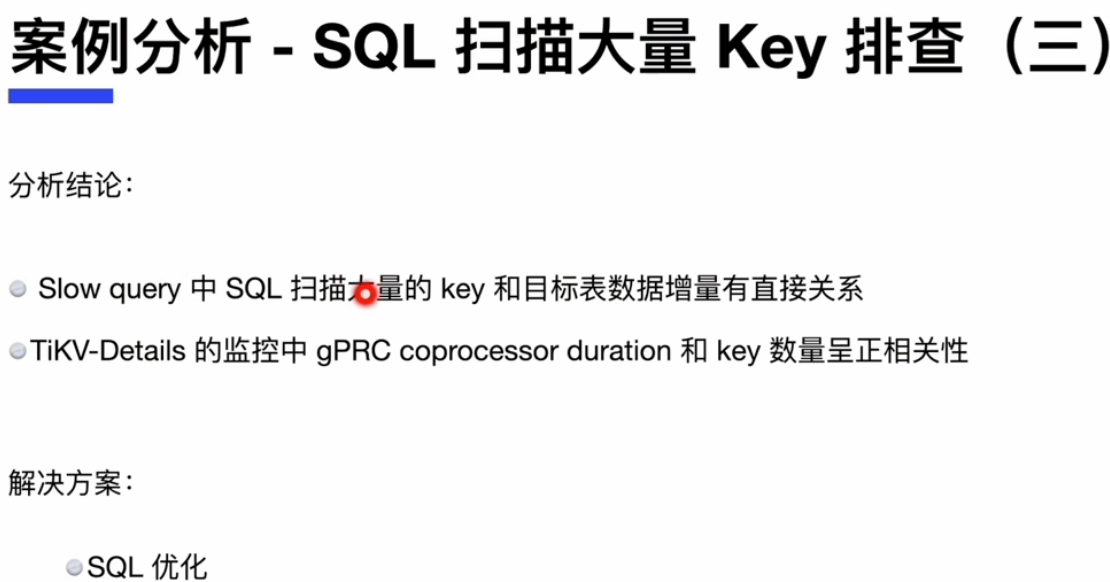 案例分析 - SQL 扫描大量 Key 排查（三）
分析结论：
Slow query 中 SQL 扫描大量的 key 和目标表数据增量有直接关系
TiKV-Details 的监控中 gPRC coprocessor duration 和 key 数量呈正相关性
解决方案：
SQL 优化